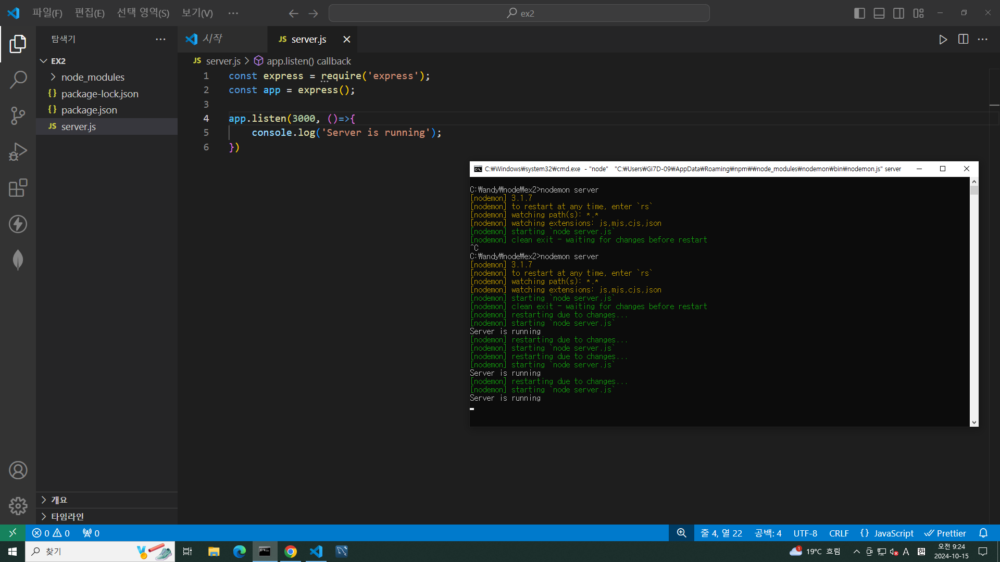 파일(F) 편집(E) 선택 영역(S) 보기(V) ··· ex2
탐색기 ···
시작
JS server.js
EX2
node_modules
{} package-lock.json
{} package.json
JS server.js
개요
타임라인
JS server.js > app.listen() callback
1 const express = require('express');
2 const app = express();
3
4 app.listen(3000, ()=>{
5 console.log('Server is running');
6 })
C:₩Windows₩system32₩cmd.exe - "node" "C:₩Users₩Gi7D-09₩AppData₩Roaming₩npm₩₩node_modules₩nodemon₩bin₩nodemon.js" server
C:₩andy₩node₩ex2>nodemon server
[nodemon] 3.1.7
[nodemon] to restart at any time, enter `rs`
[nodemon] watching path(s): *.*
[nodemon] watching extensions: js,mjs,cjs,json
[nodemon] starting `node server.js`
[nodemon] clean exit - waiting for changes before restart
^C
C:₩andy₩node₩ex2>nodemon server
[nodemon] 3.1.7
[nodemon] to restart at any time, enter `rs`
[nodemon] watching path(s): *.*
[nodemon] watching extensions: js,mjs,cjs,json
[nodemon] starting `node server.js`
[nodemon] clean exit - waiting for changes before restart
[nodemon] restarting due to changes...
[nodemon] starting `node server.js`
Server is running
[nodemon] restarting due to changes...
[nodemon] starting `node server.js`
[nodemon] restarting due to changes...
[nodemon] starting `node server.js`
Server is running
[nodemon] restarting due to changes...
[nodemon] starting `node server.js`
Server is running
0 0 0 줄 4, 열 22 공백: 4 UTF-8 CRLF {} JavaScript Prettier
찾기 1 19°C 흐림 A 한 오전 9:24
2024-10-15